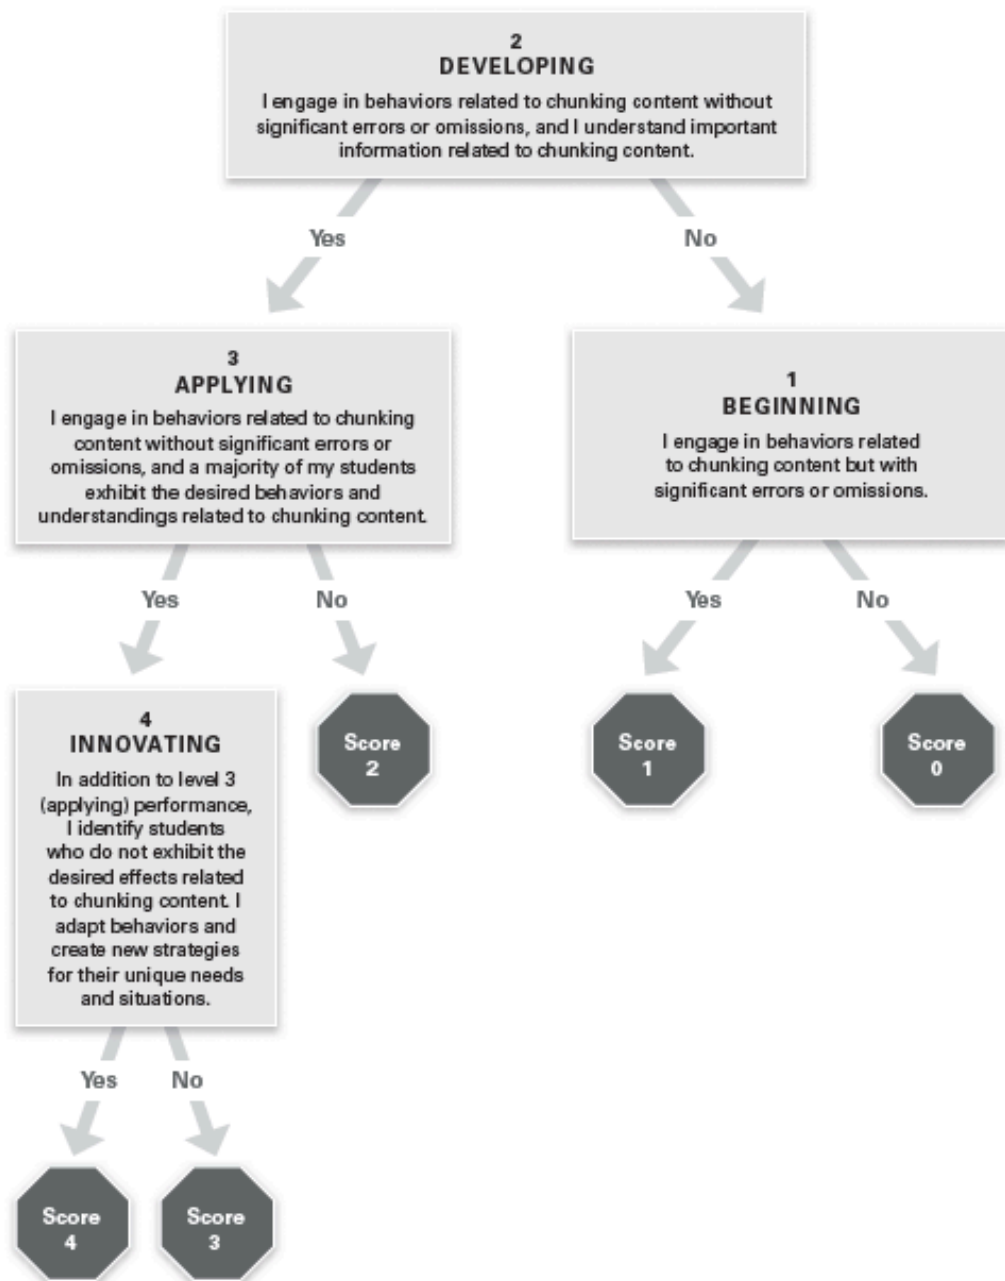 2
DEVELOPING
I engage in behaviors related to chunking content without
significant errors or omissions, and I understand important
information related to chunking content.
Yes
No
3
APPLYING
I engage in behaviors related to chunking
content without significant errors or
omissions, and a majority of my students
exhibit the desired behaviors and
understandings related to chunking content.
1
BEGINNING
I engage in behaviors related
to chunking content but with
significant errors or omissions.
Yes
No
Yes
No
4
INNOVATING
In addition to level 3
(applying) performance,
I identify students
who do not exhibit the
desired effects related
to chunking content. I
adapt behaviors and
create new strategies
for their unique needs
and situations.
Score
2
Score
1
Score
0
Yes
No
Score
4
Score
3